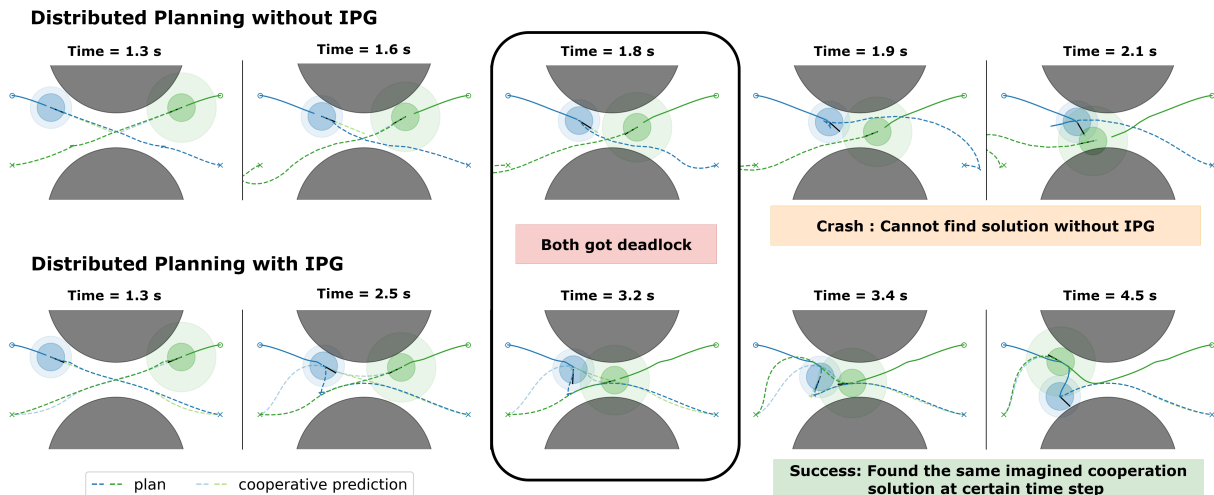 Distributed Planning without IPG
Time = 1.3 s
Time = 1.6 s
Time = 1.8 s
Time = 1.9 s
Time = 2.1 s
Both got deadlock
Crash : Cannot find solution without IPG
Distributed Planning with IPG
Time = 1.3 s
Time = 2.5 s
Time = 3.2 s
Time = 3.4 s
Time = 4.5 s
plan
cooperative prediction
Success: Found the same imagined cooperation
solution at certain time step